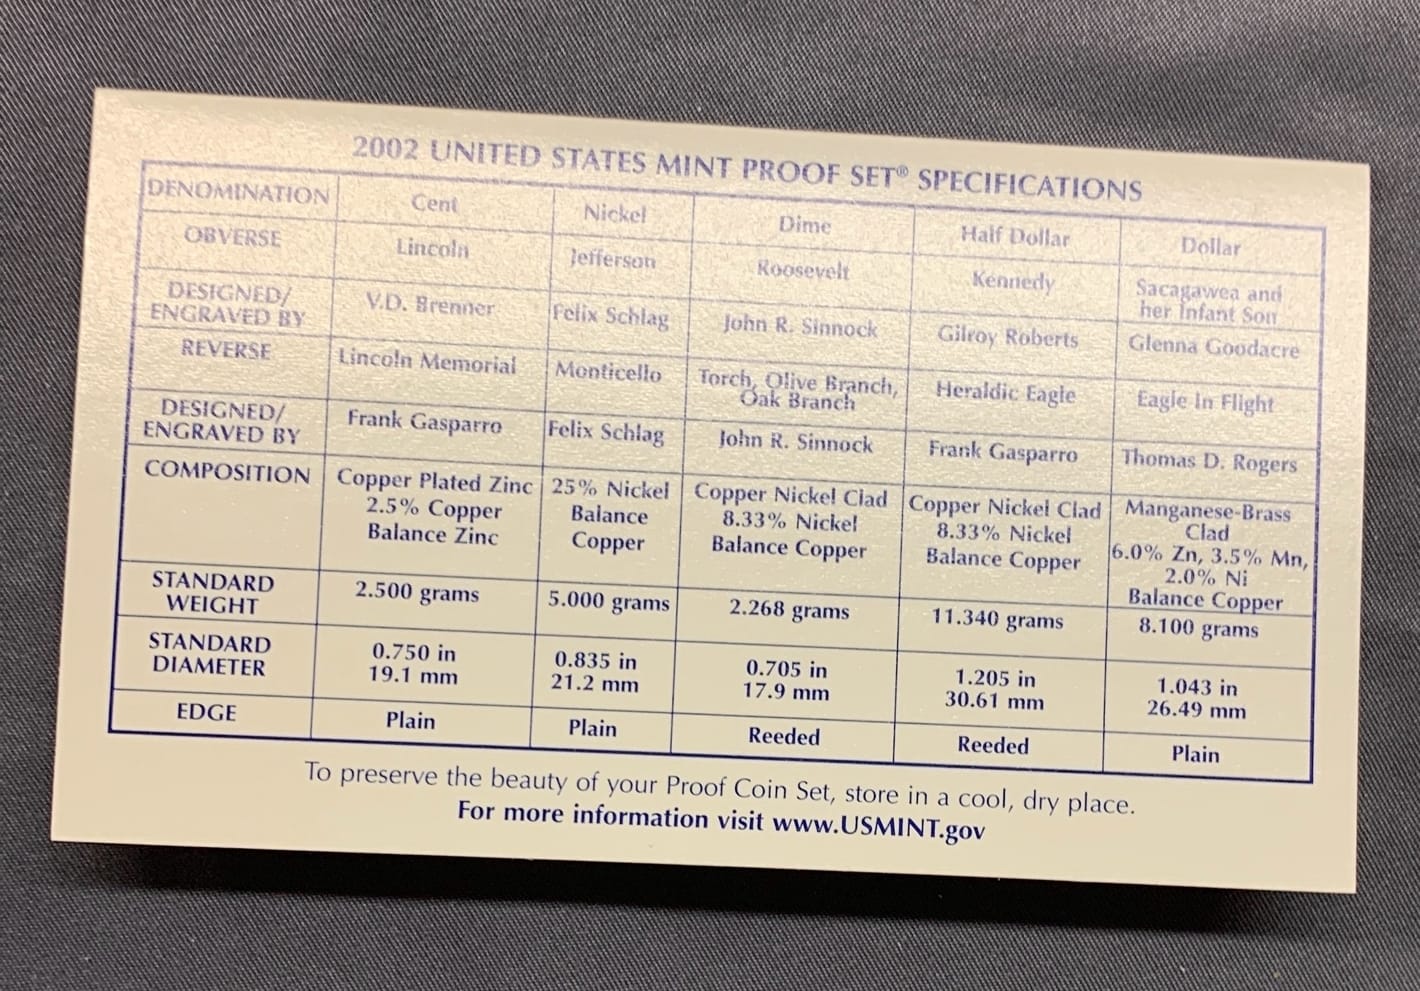 2002 UNITED STATES MINT PROOF SET® SPECIFICATIONS
DENOMINATION Cent Nickel Dime Half Dollar Dollar
OBVERSE Lincoln Jefferson Roosevelt Kennedy Sacagawea and
her Infant Son
DESIGNED/
ENGRAVED BY V.D. Brenner Felix Schlag John R. Sinnock Gilroy Roberts Glenna Goodacre
REVERSE Lincoln Memorial Monticello Torch, Olive Branch, Heraldic Eagle Eagle In Flight
Oak Branch
DESIGNED/
ENGRAVED BY Frank Gasparro Felix Schlag John R. Sinnock Frank Gasparro Thomas D. Rogers
COMPOSITION Copper Plated Zinc 25% Nickel Copper Nickel Clad Copper Nickel Clad Manganese-Brass
2.5% Copper Balance 8.33% Nickel 8.33% Nickel Clad
Balance Zinc Copper Balance Copper Balance Copper 6.0% Zn, 3.5% Mn,
2.0% Ni
Balance Copper
STANDARD
WEIGHT 2.500 grams 5.000 grams 2.268 grams 11.340 grams 8.100 grams
STANDARD 0.750 in 0.835 in 0.705 in 1.205 in 1.043 in
DIAMETER 19.1 mm 21.2 mm 17.9 mm 30.61 mm 26.49 mm
EDGE Plain Plain Reeded Reeded Plain
To preserve the beauty of your Proof Coin Set, store in a cool, dry place.
For more information visit www.USMINT.gov